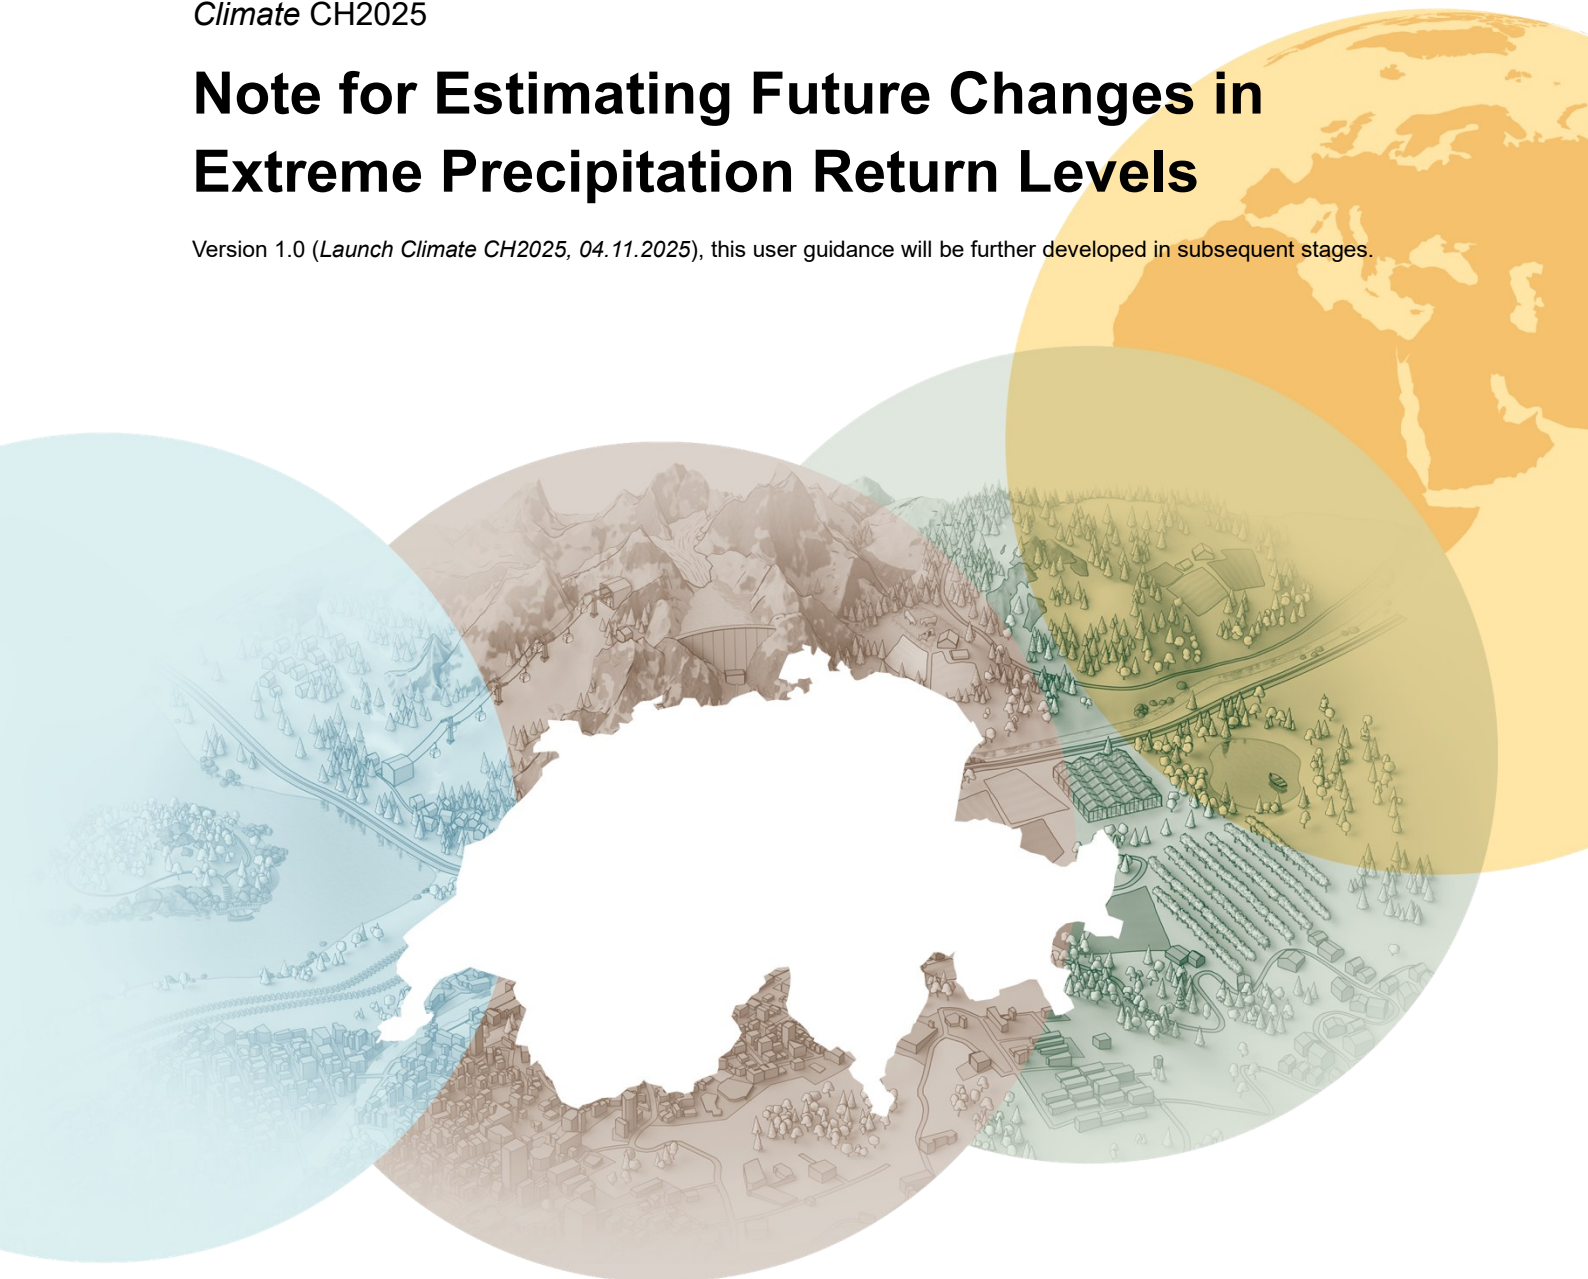 Climate CH2025
Note for Estimating Future Changes in
Extreme Precipitation Return Levels
Version 1.0 (Launch Climate CH2025, 04.11.2025), this user guidance will be further developed in subsequent stages.